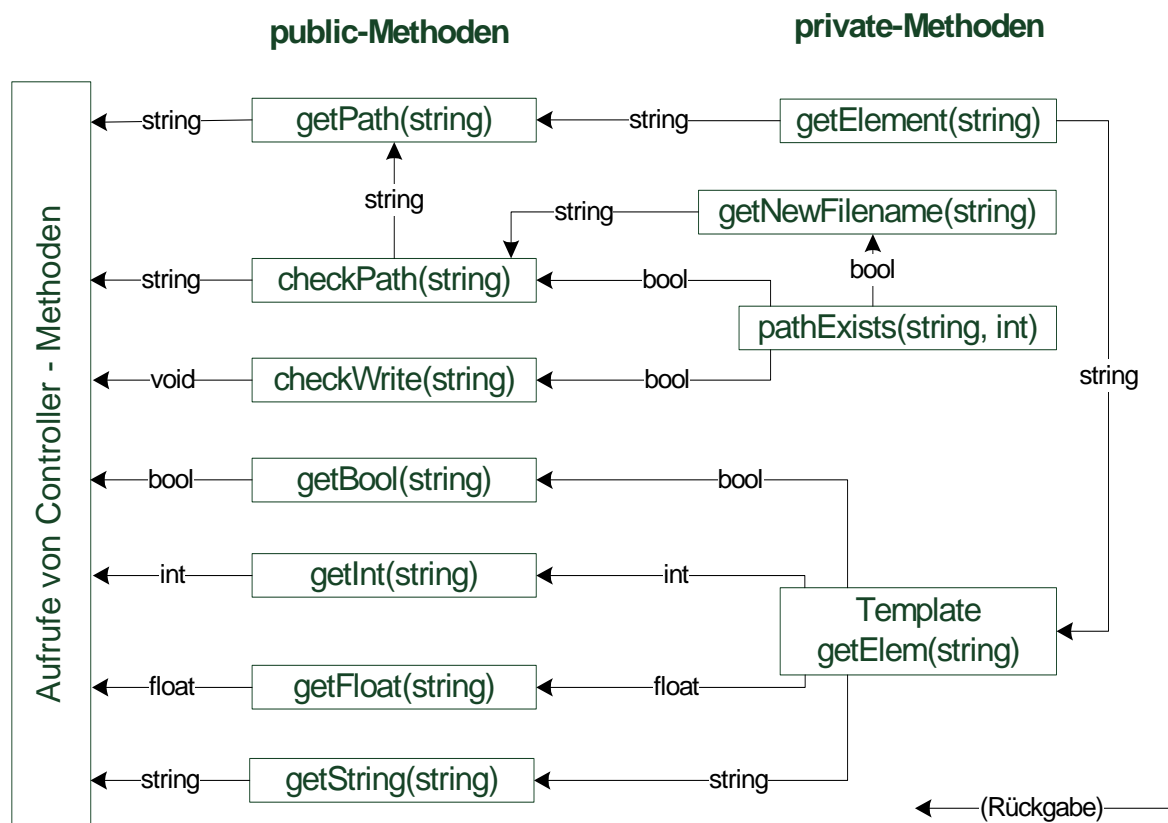 public-Methoden
private-Methoden
Aufrufe von Controller - Methoden
string
getPath(string)
string
getElement(string)
string
string
getNewFilename(string)
string
checkPath(string)
bool
bool
pathExists(string, int)
string
void
checkWrite(string)
bool
bool
getBool(string)
bool
int
getInt(string)
int
Template
getElem(string)
float
getFloat(string)
float
string
getString(string)
string
(Rückgabe)